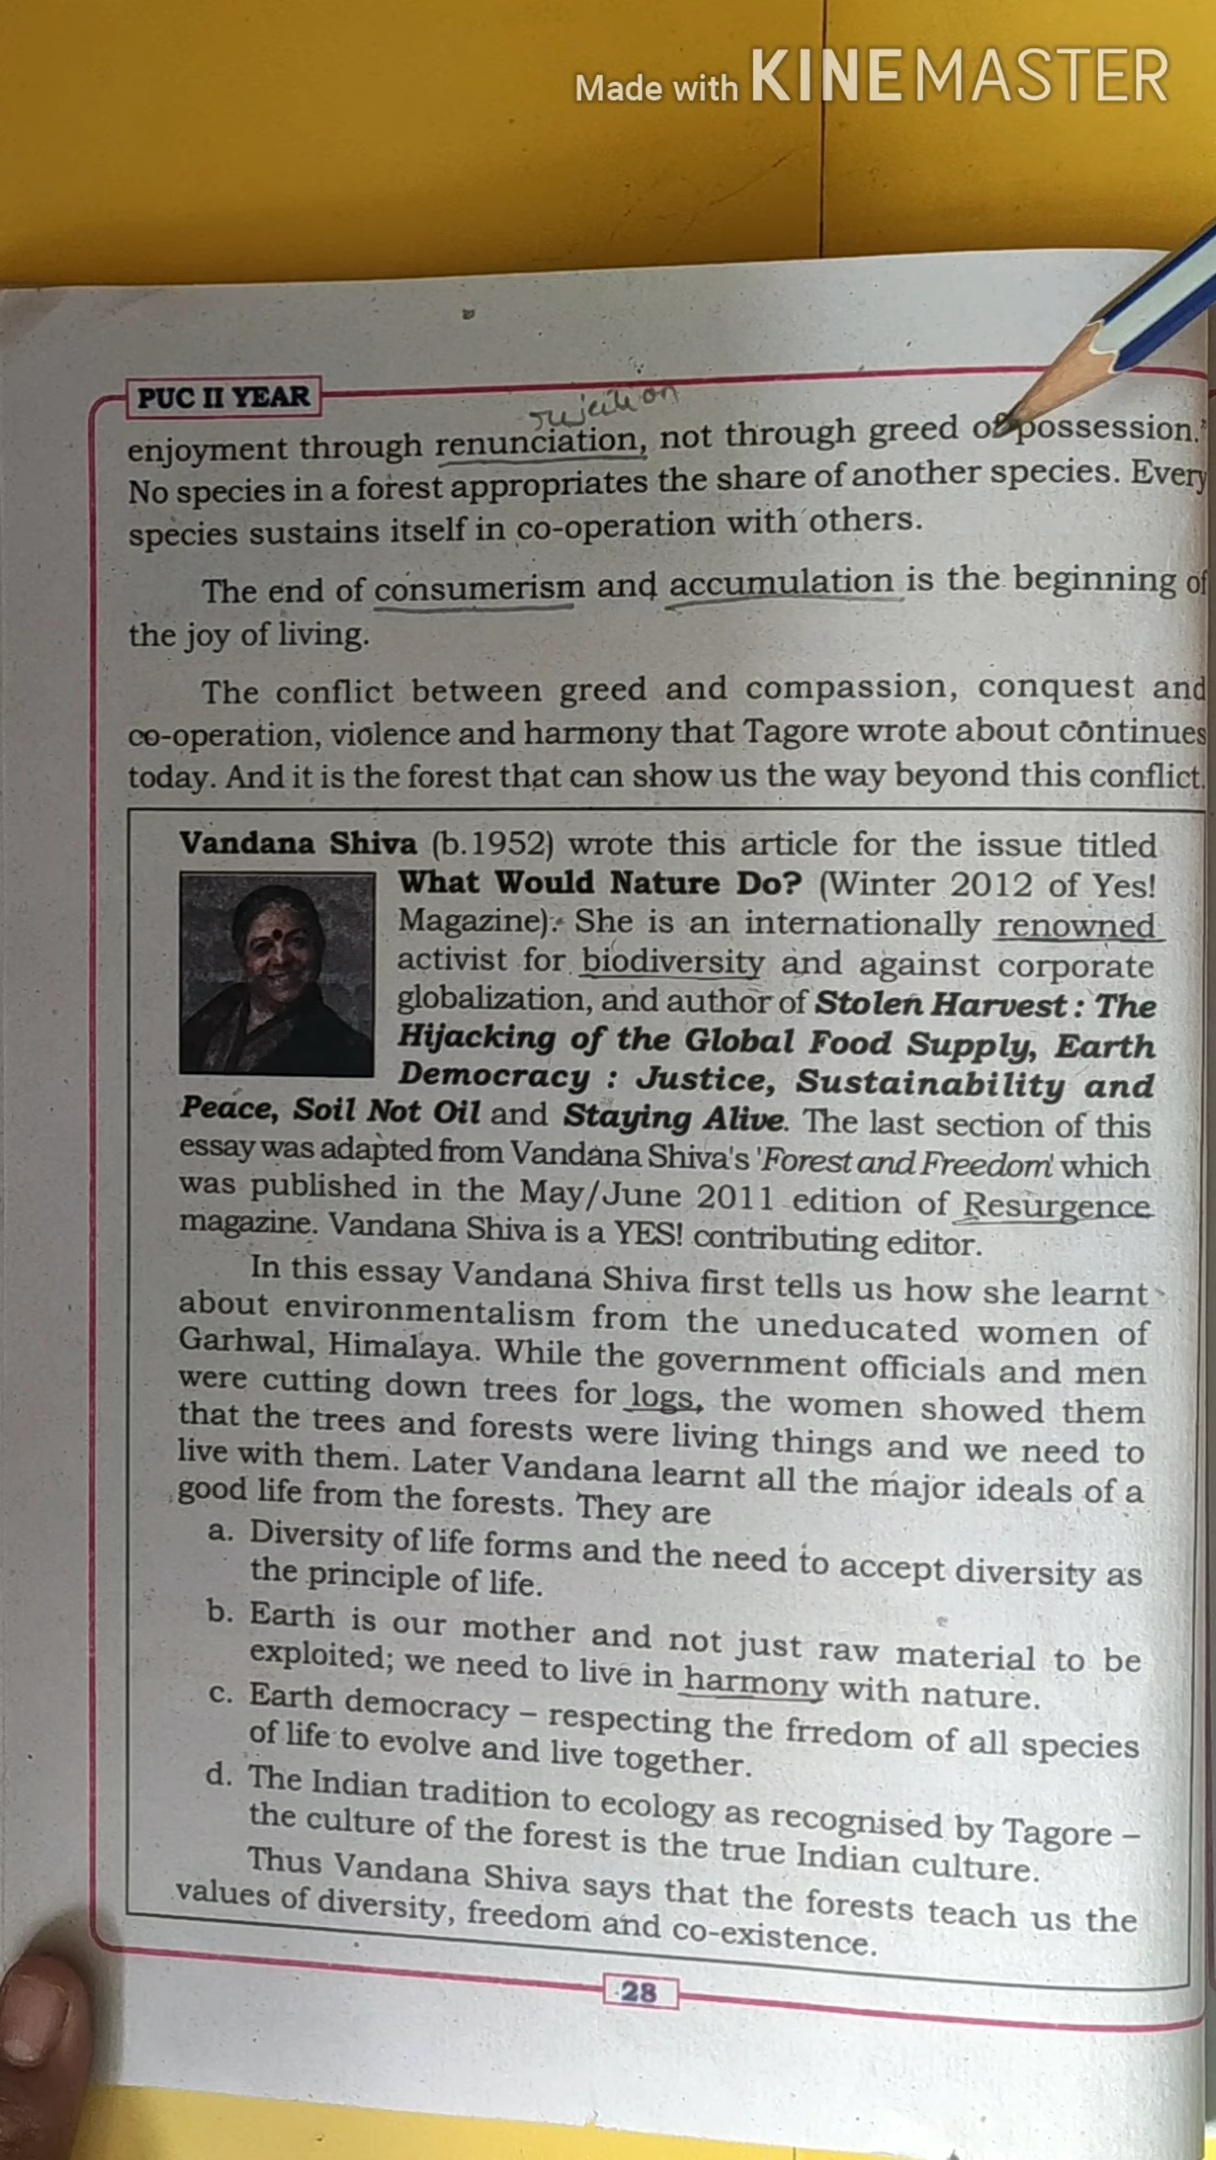 Made with KINEMASTER
PUC II YEAR
rejection
enjoyment through renunciation, not through greed of possession."
No species in a forest appropriates the share of another species. Every
species sustains itself in co-operation with others.
The end of consumerism and accumulation is the beginning of
the joy of living.
The conflict between greed and compassion, conquest and
co-operation, violence and harmony that Tagore wrote about continues
today. And it is the forest that can show us the way beyond this conflict.
Vandana Shiva (b.1952) wrote this article for the issue titled
What Would Nature Do? (Winter 2012 of Yes!
Magazine). She is an internationally renowned
activist for biodiversity and against corporate
globalization, and author of Stolen Harvest : The
Hijacking of the Global Food Supply, Earth
Democracy : Justice, Sustainability and
Peace, Soil Not Oil and Staying Alive. The last section of this
essay was adapted from Vandana Shiva's 'Forest and Freedom' which
was published in the May/June 2011 edition of Resurgence
magazine. Vandana Shiva is a YES! contributing editor.
In this essay Vandana Shiva first tells us how she learnt
about environmentalism from the uneducated women of
Garhwal, Himalaya. While the government officials and men
were cutting down trees for logs, the women showed them
that the trees and forests were living things and we need to
live with them. Later Vandana learnt all the major ideals of a
good life from the forests. They are
a. Diversity of life forms and the need to accept diversity as
the principle of life.
b. Earth is our mother and not just raw material to be
exploited; we need to live in harmony with nature.
c. Earth democracy – respecting the frredom of all species
of life to evolve and live together.
d. The Indian tradition to ecology as recognised by Tagore –
the culture of the forest is the true Indian culture.
Thus Vandana Shiva says that the forests teach us the
values of diversity, freedom and co-existence.
28